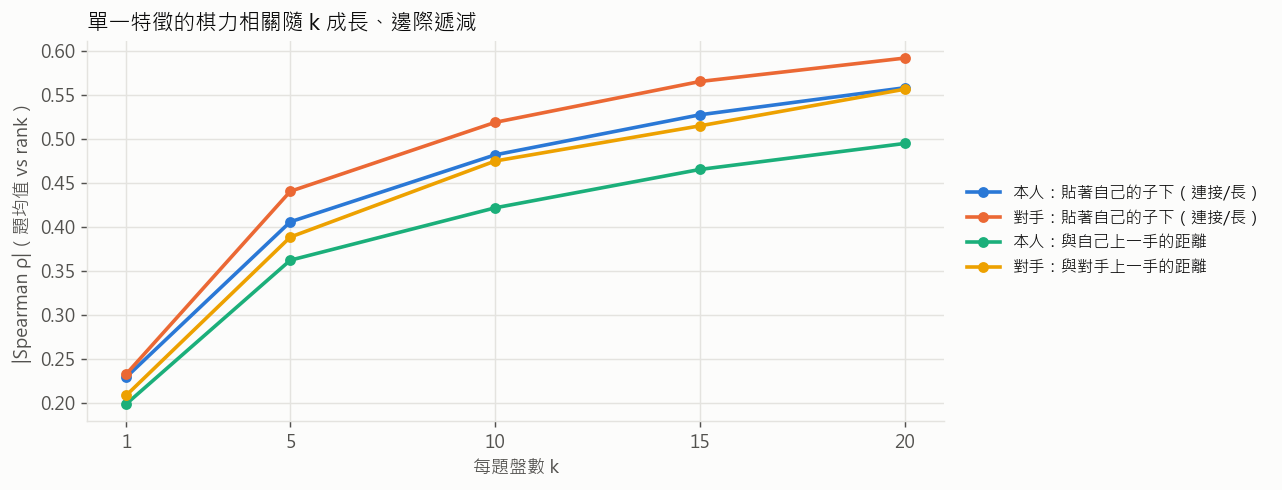 單一特徵的棋力相關隨 k 成長、邊際遞減
0.60
0.55
0.50
0.45
0.40
0.35
0.30
0.25
0.20
|Spearman ρ|（題均值 vs rank）
1 5 10 15 20
每題盤數 k
本人：貼著自己的子下（連接/長）
對手：貼著自己的子下（連接/長）
本人：與自己上一手的距離
對手：與對手上一手的距離